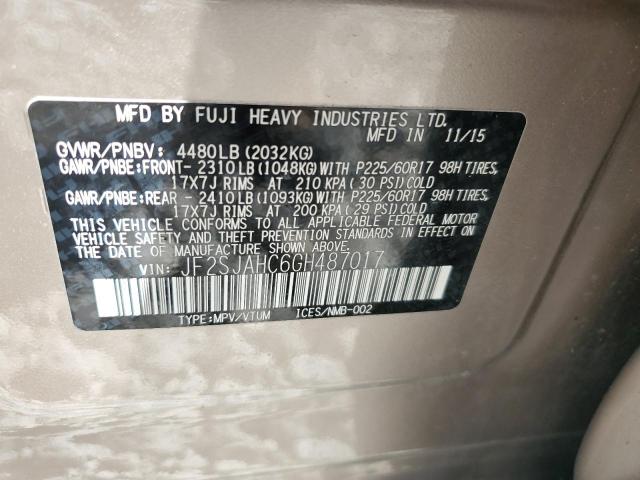 MFD BY FUJI HEAVY INDUSTRIES LTD.
MFD IN 11/15
GVWR/PNBV: 4480LB (2032KG)
GAWR/PNBE:FRONT- 2310LB (1048KG) WITH P225/60R17 98H TIRES,
17X7J RIMS AT 210 KPA (30 PSI) COLD
GAWR/PNBE:REAR - 2410LB (1093KG) WITH P225/60R17 98H TIRES,
17X7J RIMS AT 200 KPA (29 PSI) COLD
THIS VEHICLE CONFORMS TO ALL APPLICABLE FEDERAL MOTOR
VEHICLE SAFETY AND THEFT PREVENTION STANDARDS IN EFFECT ON
THE DATE OF MANUFACTURE SHOWN ABOVE.
VIN: JF2SJAHC6GH487017
TYPE:MPV/VTUM ICES/NMB-002